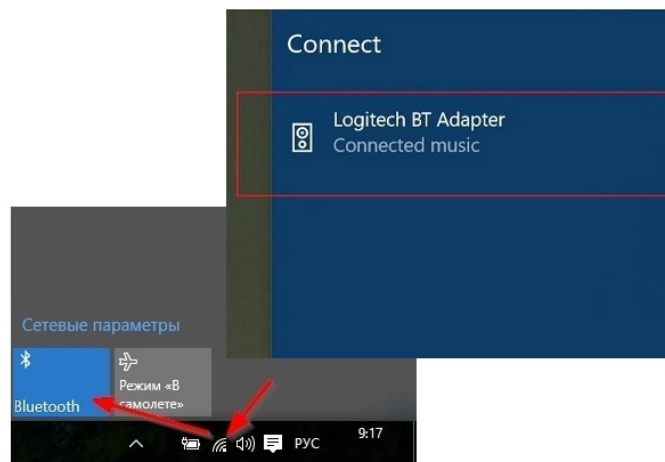 Connect
Logitech BT Adapter
Connected music
Сетевые параметры
Bluetooth
Режим «В
самолете»
РУС
9:17